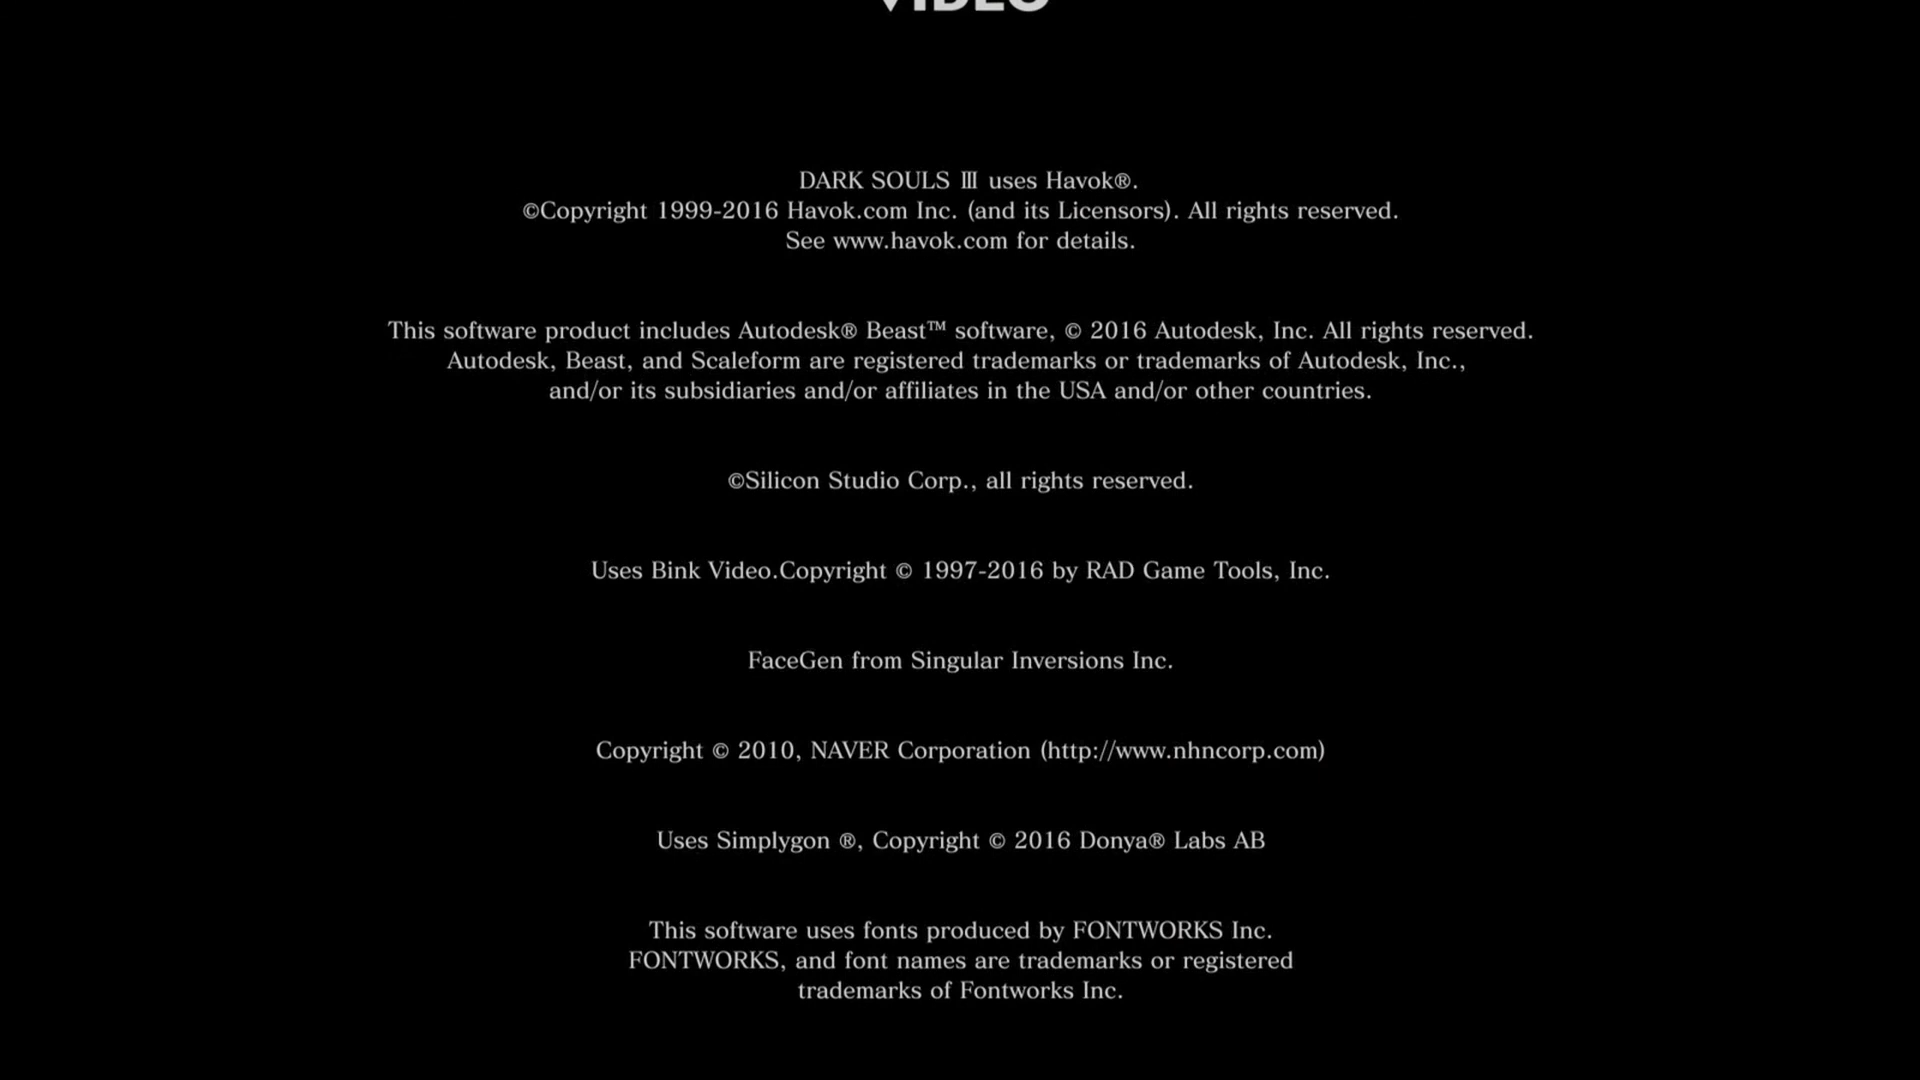 VIDEO
DARK SOULS Ⅲ uses Havok®.
©Copyright 1999-2016 Havok.com Inc. (and its Licensors). All rights reserved.
See www.havok.com for details.
This software product includes Autodesk® Beast™ software, © 2016 Autodesk, Inc. All rights reserved.
Autodesk, Beast, and Scaleform are registered trademarks or trademarks of Autodesk, Inc.,
and/or its subsidiaries and/or affiliates in the USA and/or other countries.
©Silicon Studio Corp., all rights reserved.
Uses Bink Video.Copyright © 1997-2016 by RAD Game Tools, Inc.
FaceGen from Singular Inversions Inc.
Copyright © 2010, NAVER Corporation (http://www.nhncorp.com)
Uses Simplygon ®, Copyright © 2016 Donya® Labs AB
This software uses fonts produced by FONTWORKS Inc.
FONTWORKS, and font names are trademarks or registered
trademarks of Fontworks Inc.